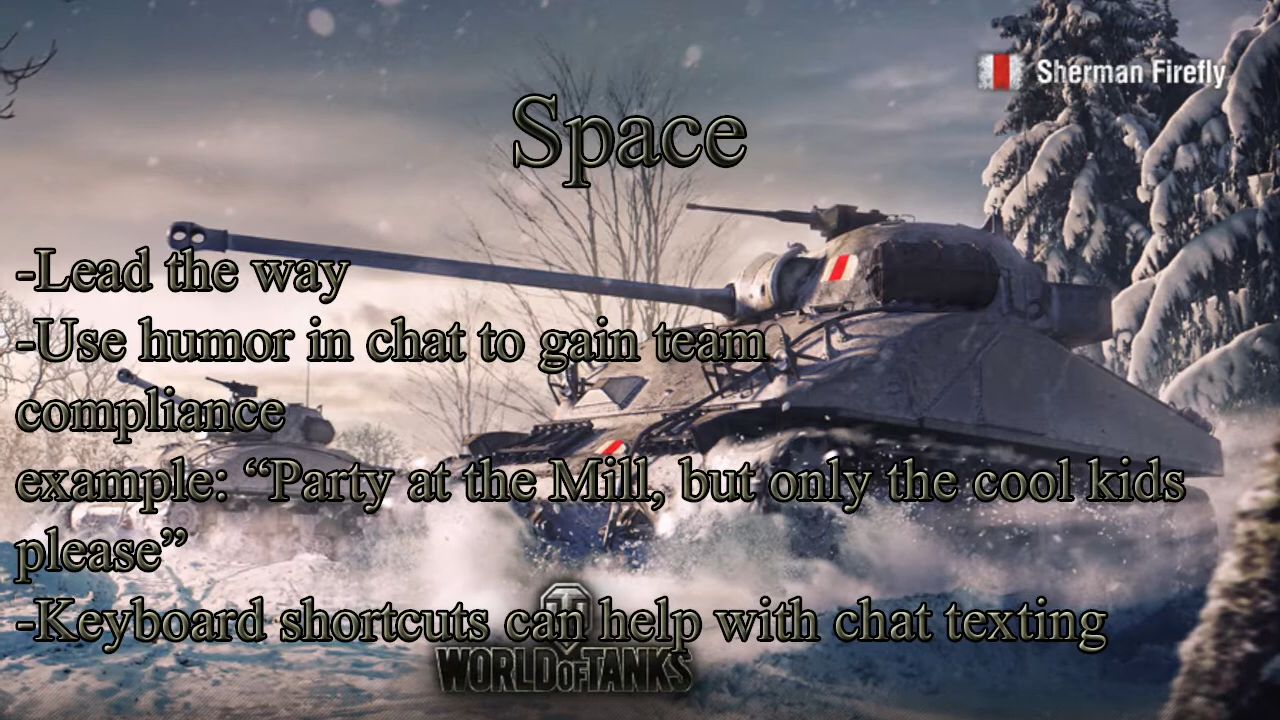 Sherman Firefly
Space
-Lead the way
-Use humor in chat to gain team
compliance
example: “Party at the Mill, but only the cool kids
please”
-Keyboard shortcuts can help with chat texting
WORLD OF TANKS